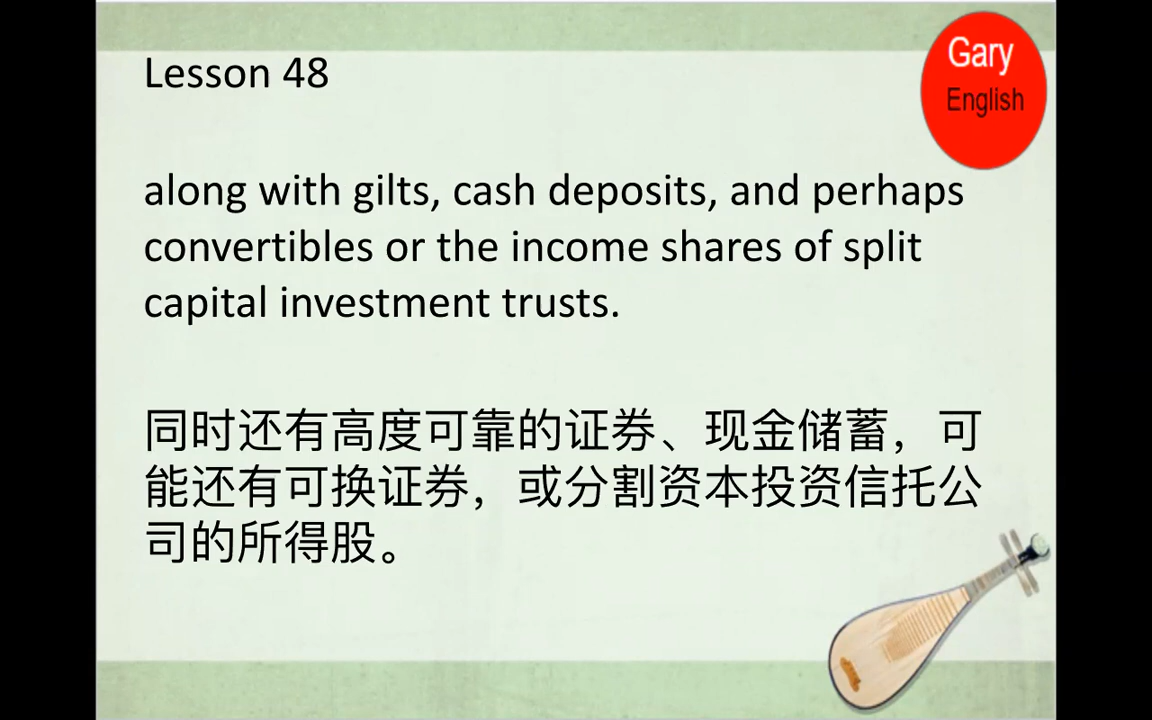 Lesson 48
Gary
English
along with gilts, cash deposits, and perhaps
convertibles or the income shares of split
capital investment trusts.
同时还有高度可靠的证券、现金储蓄，可
能还有可换证券，或分割资本投资信托公
司的所得股。